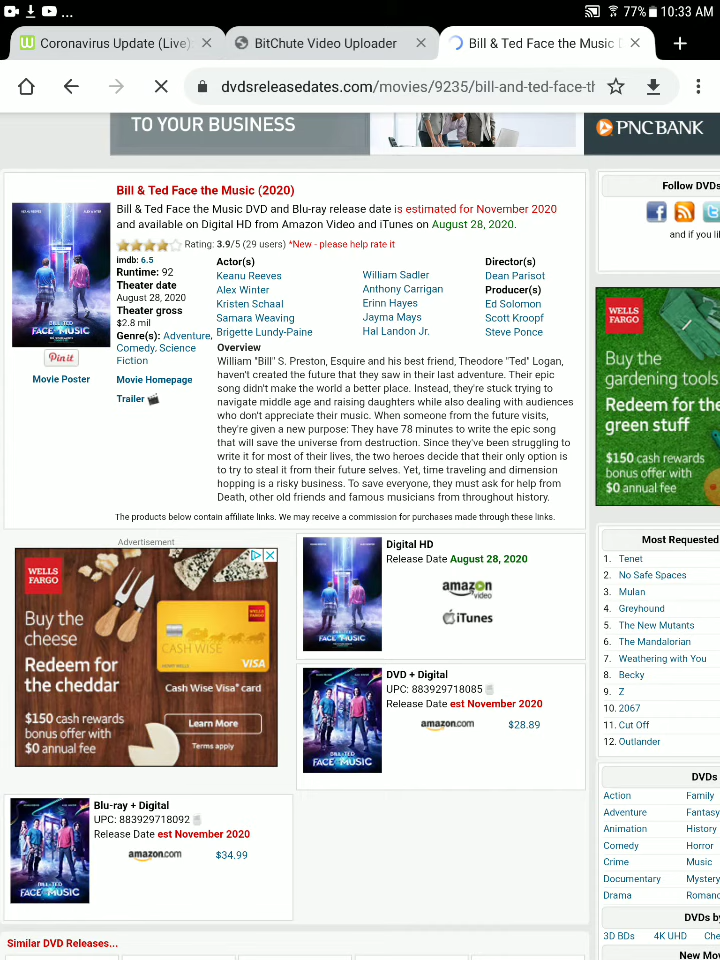 77% 10:33 AM
Coronavirus Update (Live)
BitChute Video Uploader
Bill & Ted Face the Music
dvdsreleasedates.com/movies/9235/bill-and-ted-face-th
TO YOUR BUSINESS
PNC BANK
Bill & Ted Face the Music (2020)
Bill & Ted Face the Music DVD and Blu-ray release date is estimated for November 2020
and available on Digital HD from Amazon Video and iTunes on August 28, 2020.
Rating: 3.9/5 (29 users) *New - please help rate it
imdb: 6.5
Runtime: 92
Theater date
August 28, 2020
Theater gross
$2.8 mil
Genre(s): Adventure,
Comedy, Science
Fiction
Movie Homepage
Trailer
Actor(s)
Keanu Reeves
Alex Winter
Kristen Schaal
Samara Weaving
Brigette Lundy-Paine
William Sadler
Anthony Carrigan
Erinn Hayes
Jayma Mays
Hal Landon Jr.
Director(s)
Dean Parisot
Producer(s)
Ed Solomon
Scott Kroopf
Steve Ponce
FACE THE MUSIC
Pin it
Movie Poster
Overview
William "Bill" S. Preston, Esquire and his best friend, Theodore "Ted" Logan,
haven't created the future that they saw in their last adventure. Their epic
song didn't make the world a better place. Instead, they're stuck trying to
navigate middle age and raising daughters while also dealing with audiences
who don't appreciate their music. When someone from the future visits,
they're given a new purpose: They have 78 minutes to write the epic song
that will save the universe from destruction. Since they've been struggling to
write it for most of their lives, the two heroes decide that their only option is
to try to steal it from their future selves. Yet, time traveling and dimension
hopping is a risky business. To save everyone, they must ask for help from
Death, other old friends and famous musicians from throughout history.
The products below contain affiliate links. We may receive a commission for purchases made through these links.
Advertisement
WELLS
FARGO
Buy the
cheese
Redeem for
the cheddar
$150 cash rewards
bonus offer with
$0 annual fee
CASH WISE
VISA
Cash Wise Visa® card
Learn More
Terms apply
Digital HD
Release Date August 28, 2020
amazon
video
iTunes
DVD + Digital
UPC: 883929718085
Release Date est November 2020
amazon.com $28.89
FACE THE MUSIC
Blu-ray + Digital
UPC: 883929718092
Release Date est November 2020
amazon.com $34.99
BILL & TED
FACE THE MUSIC
Similar DVD Releases...
Follow DVDs
and if you lik
WELLS
FARGO
Buy the
gardening tools
Redeem for the
green stuff
$150 cash rewards
bonus offer with
$0 annual fee
Most Requested
1. Tenet
2. No Safe Spaces
3. Mulan
4. Greyhound
5. The New Mutants
6. The Mandalorian
7. Weathering with You
8. Becky
9. Z
10. 2067
11. Cut Off
12. Outlander
DVDs
Action Family
Adventure Fantasy
Animation History
Comedy Horror
Crime Music
Documentary Mystery
Drama Romanc
DVDs by
3D BDs 4K UHD Che
New Mov